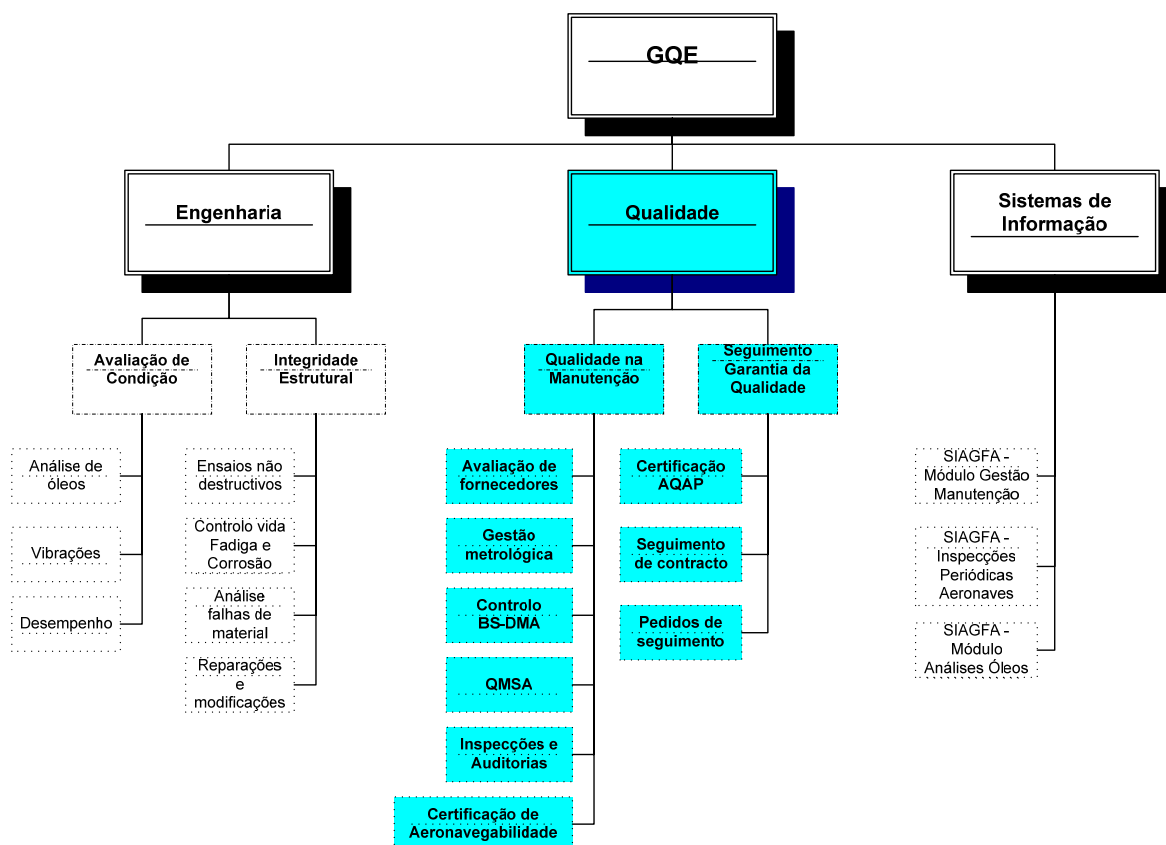 GQE
Engenharia
Qualidade
Sistemas de
Informação
Avaliação de
Condição
Integridade
Estrutural
Qualidade na
Manutenção
Seguimento
Garantia da
Qualidade
Análise de
óleos
Vibrações
Desempenho
Ensaios não
destructivos
Controlo vida
Fadiga e
Corrosão
Análise
falhas de
material
Reparações
e
modificações
Avaliação de
fornecedores
Gestão
metrológica
Controlo
BS-DMA
QMSA
Inspecções e
Auditorias
Certificação de
Aeronavegabilidade
Certificação
AQAP
Seguimento
de contracto
Pedidos de
seguimento
SIAGFA -
Módulo Gestão
Manutenção
SIAGFA -
Inspecções
Periódicas
Aeronaves
SIAGFA -
Módulo
Análises Óleos